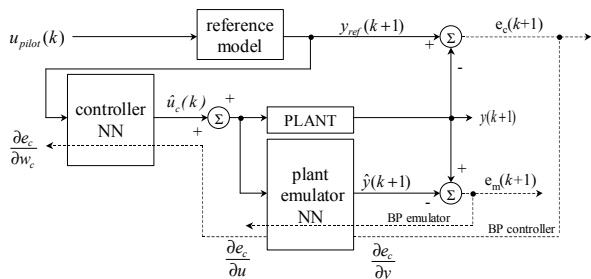 u_pilot(k)
reference
model
y_ref(k+1)
+
Σ
e_c(k+1)
-
controller
NN
û_c(k)
+
+
Σ
PLANT
y(k+1)
∂e_c
∂w_c
plant
emulator
NN
ŷ(k+1)
+
-
Σ
e_m(k+1)
BP emulator
BP controller
∂e_c
∂u
∂e_c
∂y